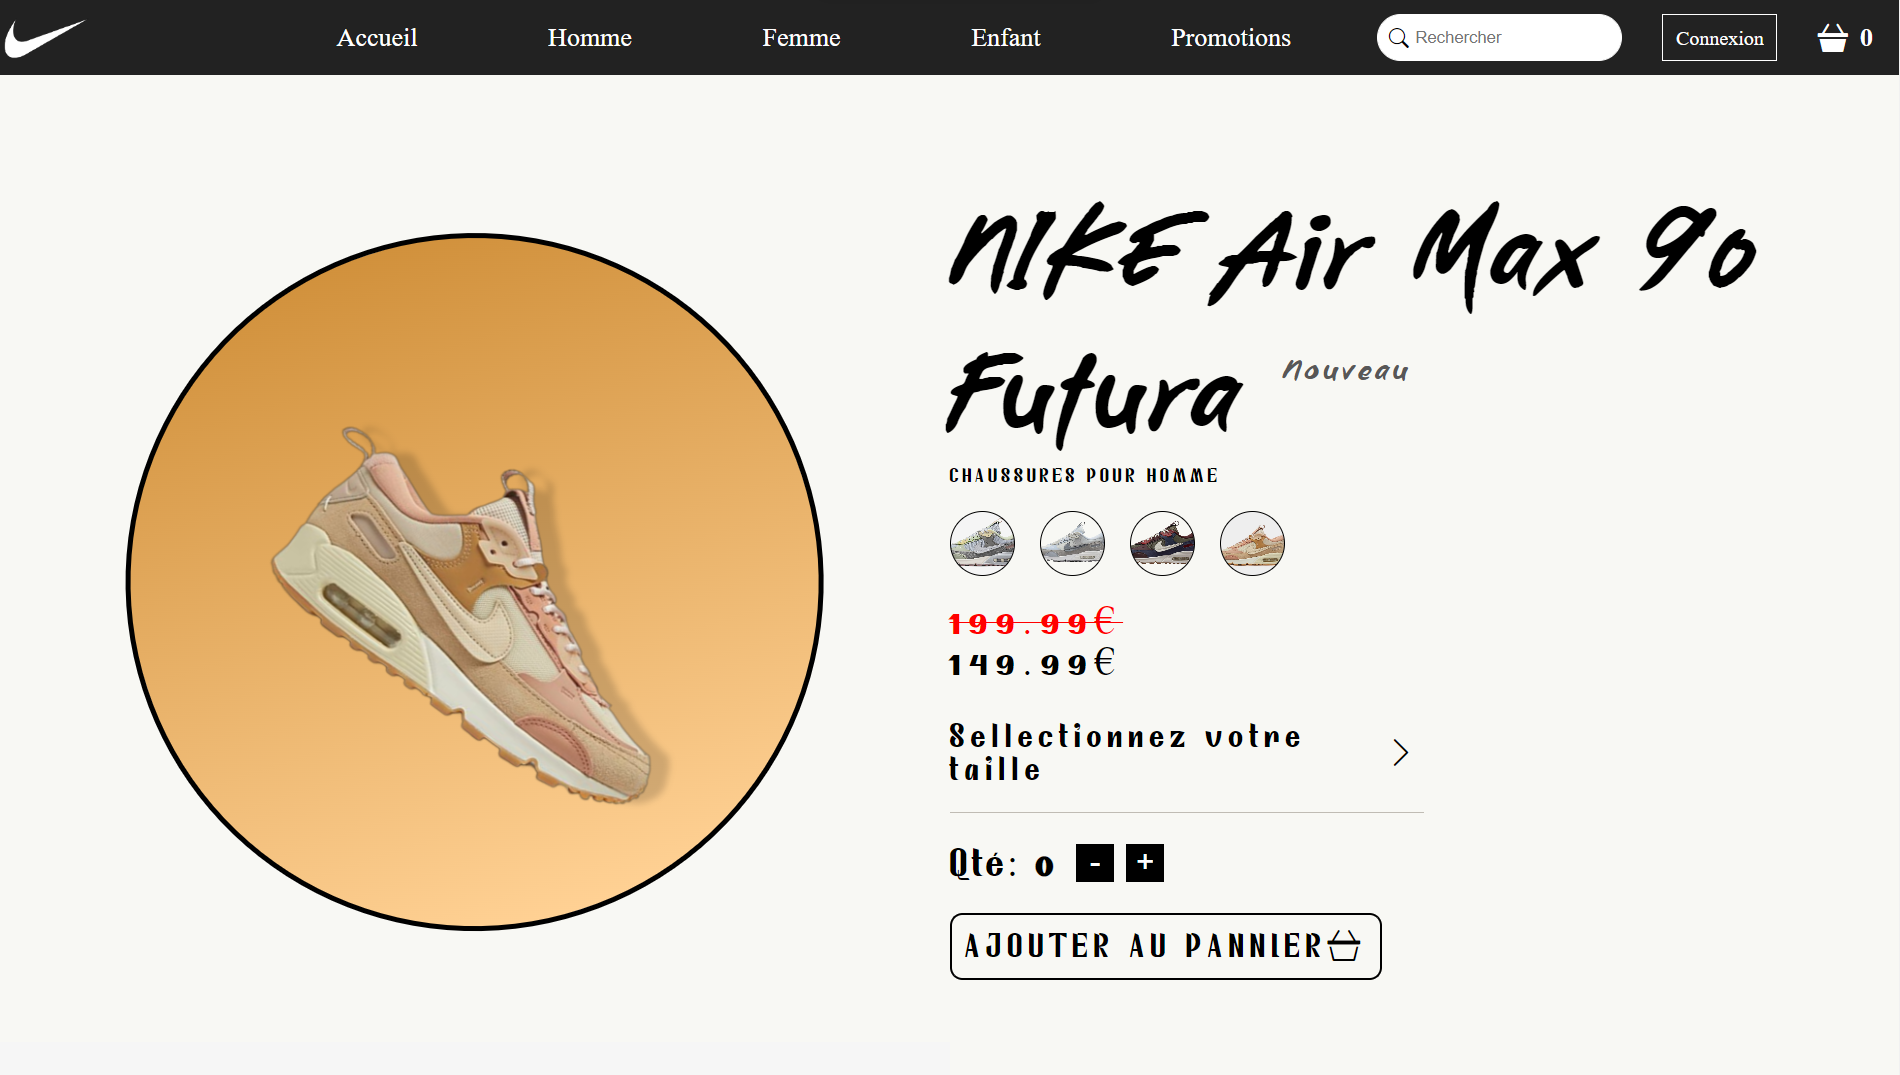 Accueil Homme Femme Enfant Promotions Rechercher Connexion 0
NIKE Air Max 90
Futura Nouveau
CHAUSSURES POUR HOMME
199.99€
149.99€
Sellectionnez votre
taille
Qté: 0 - +
AJOUTER AU PANNIER